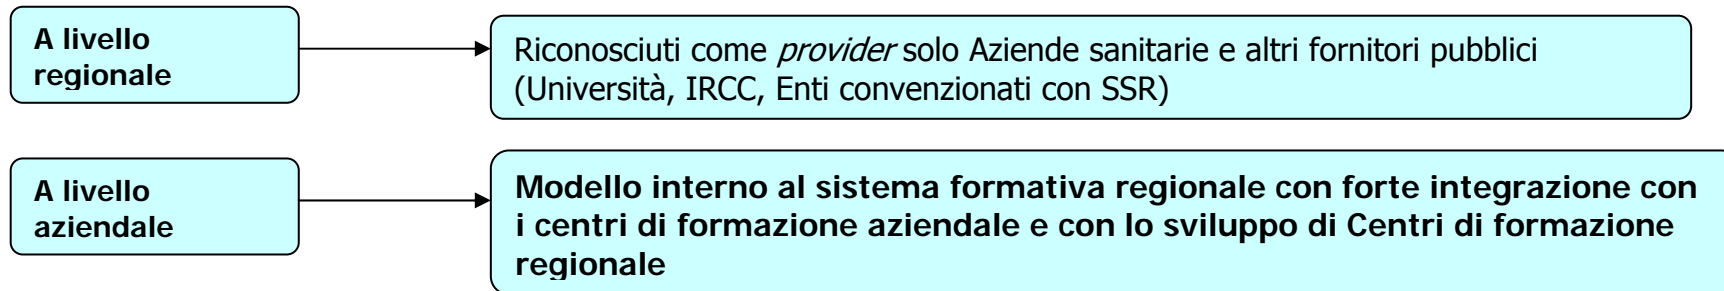 A livello
regionale
Riconosciuti come provider solo Aziende sanitarie e altri fornitori pubblici
(Università, IRCC, Enti convenzionati con SSR)
A livello
aziendale
Modello interno al sistema formativa regionale con forte integrazione con
i centri di formazione aziendale e con lo sviluppo di Centri di formazione
regionale